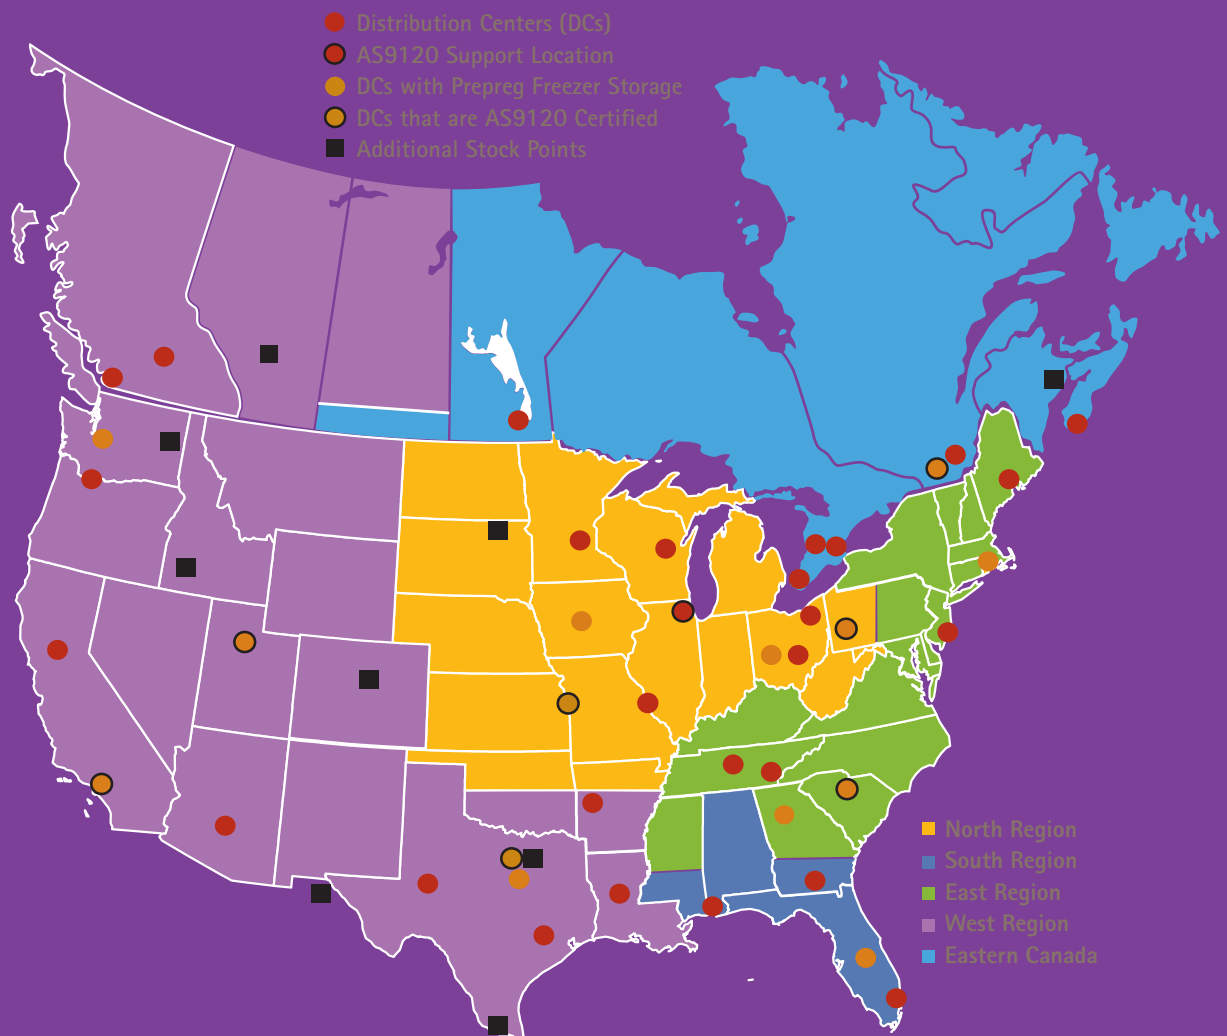 Distribution Centers (DCs)
AS9120 Support Location
DCs with Prepreg Freezer Storage
DCs that are AS9120 Certified
Additional Stock Points
North Region
South Region
East Region
West Region
Eastern Canada